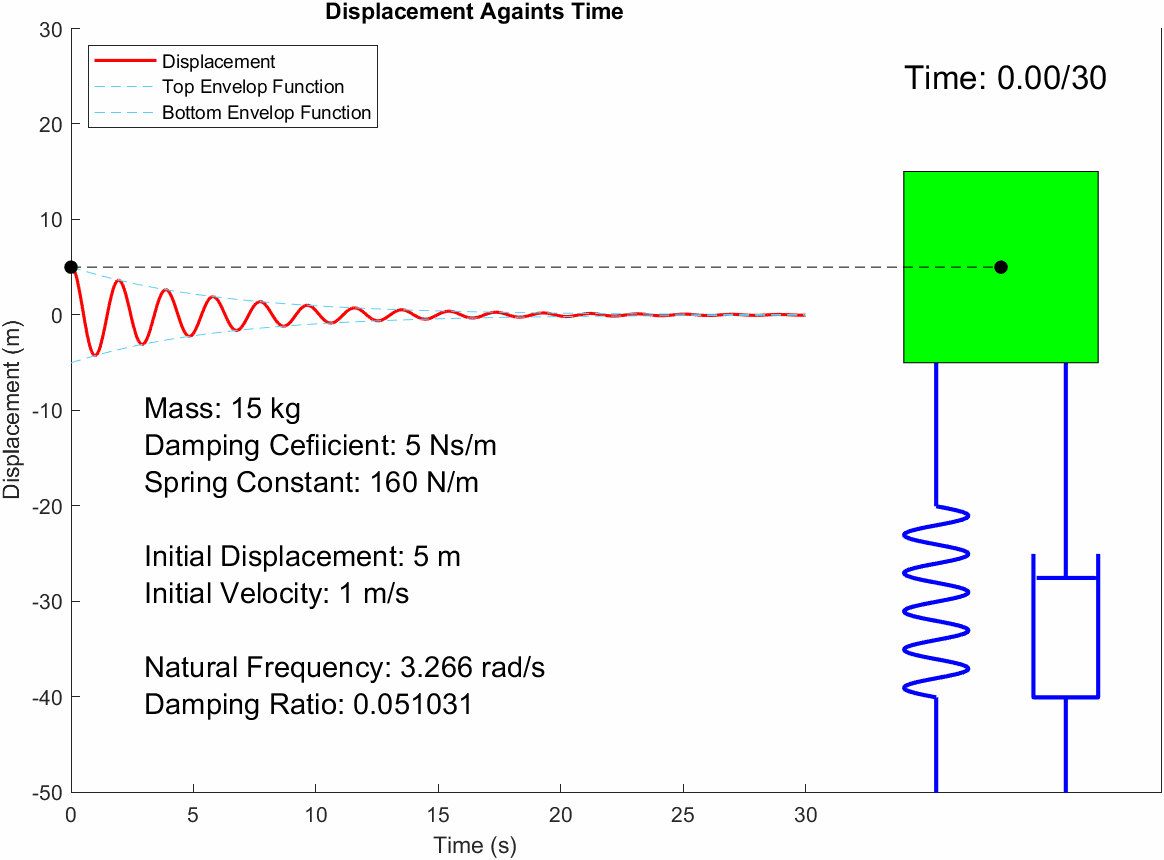 Displacement Againts Time
30
20
10
0
-10
-20
-30
-40
-50
Displacement (m)
Displacement
Top Envelop Function
Bottom Envelop Function
Time: 0.00/30
Mass: 15 kg
Damping Cefiicient: 5 Ns/m
Spring Constant: 160 N/m
Initial Displacement: 5 m
Initial Velocity: 1 m/s
Natural Frequency: 3.266 rad/s
Damping Ratio: 0.051031
0 5 10 15 20 25 30
Time (s)